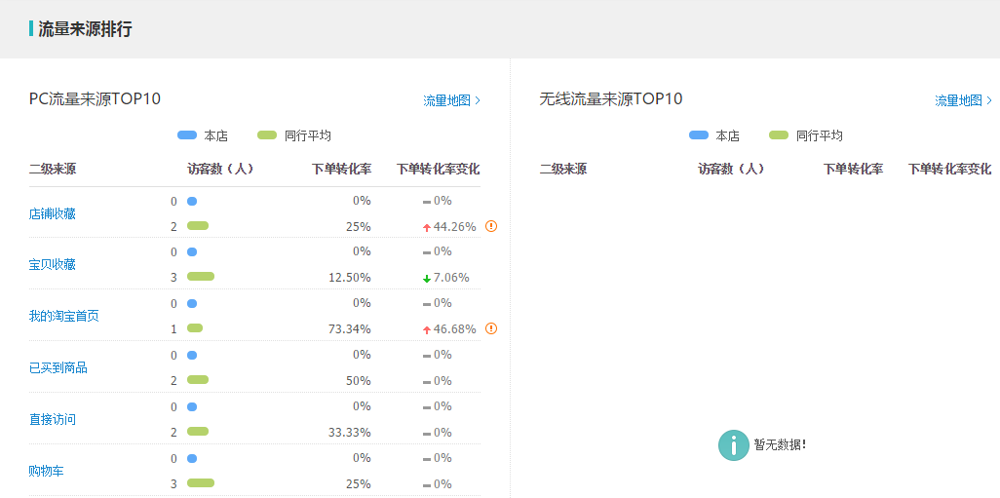 流量来源排行
PC流量来源TOP10
流量地图 >
本店 同行平均
二级来源 访客数（人） 下单转化率 下单转化率变化
店铺收藏
0 0% 0%
2 25% 44.26%
宝贝收藏
0 0% 0%
3 12.50% 7.06%
我的淘宝首页
0 0% 0%
1 73.34% 46.68%
已买到商品
0 0% 0%
2 50% 0%
直接访问
0 0% 0%
2 33.33% 0%
购物车
0 0% 0%
3 25% 0%
无线流量来源TOP10
流量地图 >
本店 同行平均
二级来源 访客数（人） 下单转化率 下单转化率变化
暂无数据!